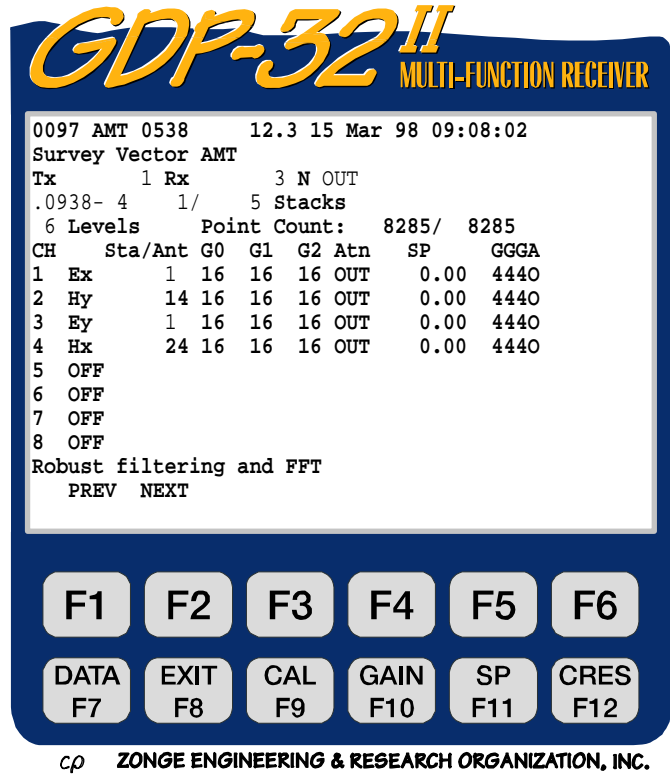 GDP-32 II
MULTI-FUNCTION RECEIVER
0097 AMT 0538 12.3 15 Mar 98 09:08:02
Survey Vector AMT
Tx 1 Rx 3 N OUT
.0938- 4 1/ 5 Stacks
6 Levels Point Count: 8285/ 8285
CH Sta/Ant G0 G1 G2 Atn SP GGGA
1 Ex 1 16 16 16 OUT 0.00 444O
2 Hy 14 16 16 16 OUT 0.00 444O
3 Ey 1 16 16 16 OUT 0.00 444O
4 Hx 24 16 16 16 OUT 0.00 444O
5 OFF
6 OFF
7 OFF
8 OFF
Robust filtering and FFT
PREV NEXT
F1 F2 F3 F4 F5 F6
DATA EXIT CAL GAIN SP CRES
F7 F8 F9 F10 F11 F12
cp ZONGE ENGINEERING & RESEARCH ORGANIZATION, INC.